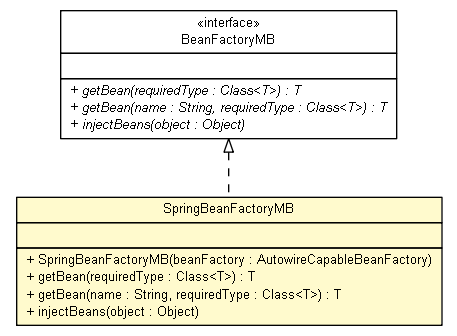 «interface»
BeanFactoryMB
+ getBean(requiredType : Class<T>) : T
+ getBean(name : String, requiredType : Class<T>) : T
+ injectBeans(object : Object)
SpringBeanFactoryMB
+ SpringBeanFactoryMB(beanFactory : AutowireCapableBeanFactory)
+ getBean(requiredType : Class<T>) : T
+ getBean(name : String, requiredType : Class<T>) : T
+ injectBeans(object : Object)